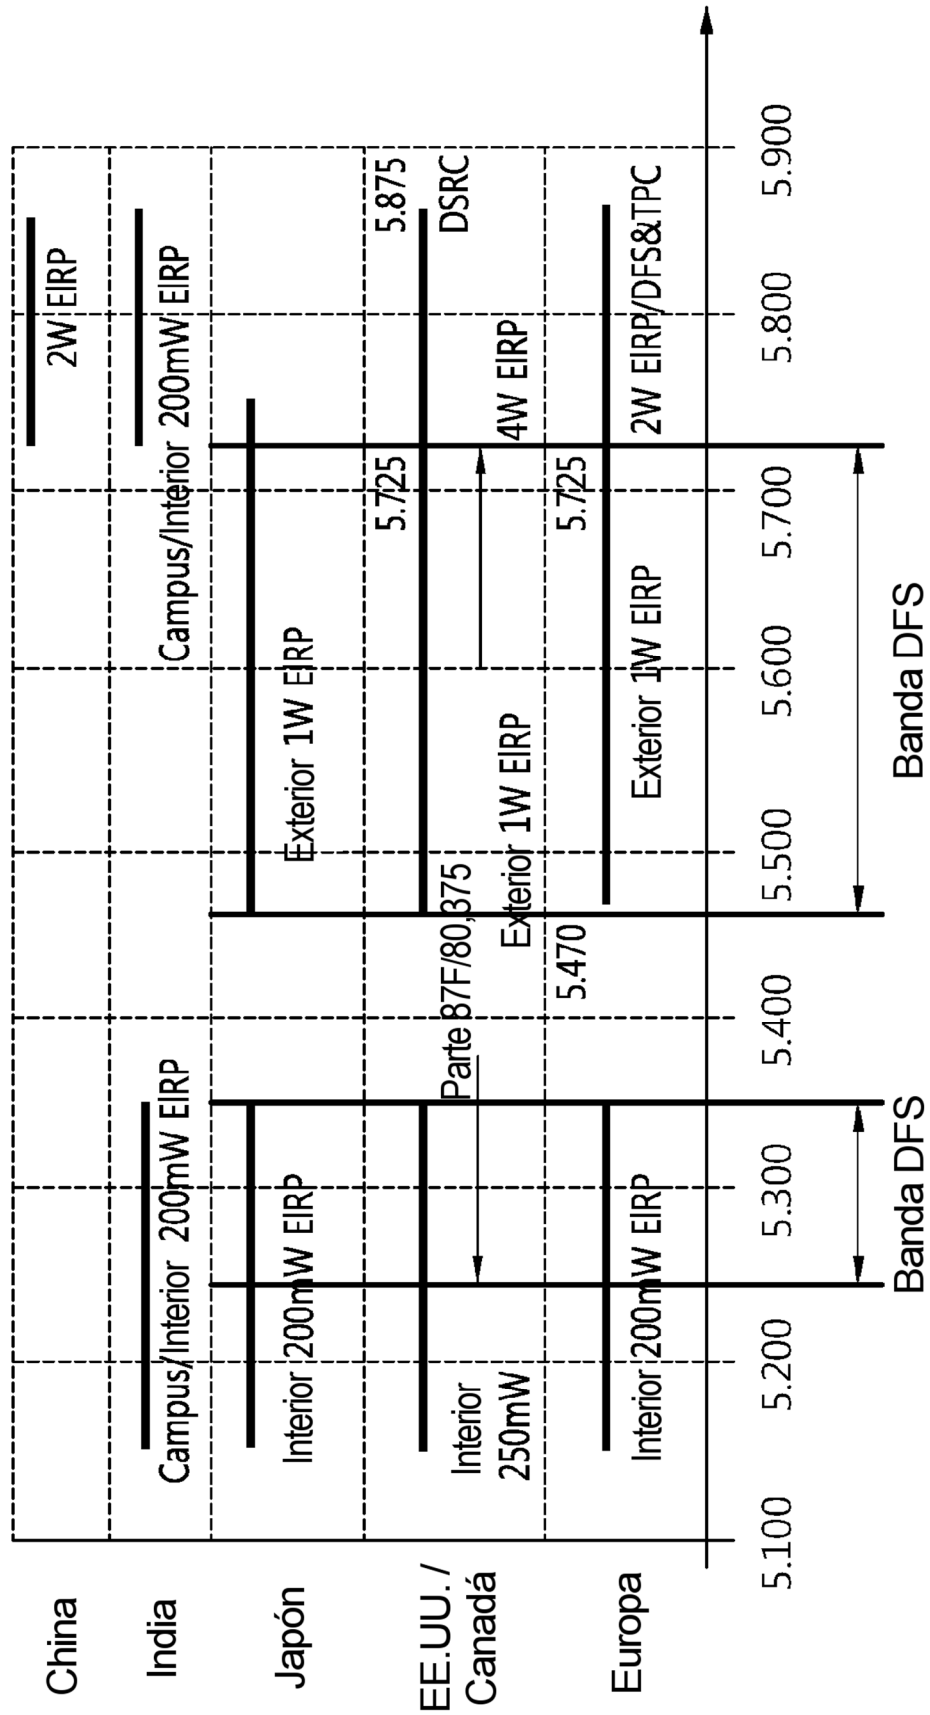 China
2W EIRP
India
Campus/Interior 200mW EIRP
Campus/Interior 200mW EIRP
Japón
Interior 200mW EIRP
Exterior 1W EIRP
EE.UU. /
Canadá
Interior
250mW
Parte 87F/80,375
Exterior 1W EIRP
5.725
4W EIRP
5.875
DSRC
Europa
Interior 200mW EIRP
5.470
Exterior 1W EIRP
5.725
2W EIRP/DFS&TPC
5.100
5.200
5.300
5.400
5.500
5.600
5.700
5.800
5.900
Banda DFS
Banda DFS